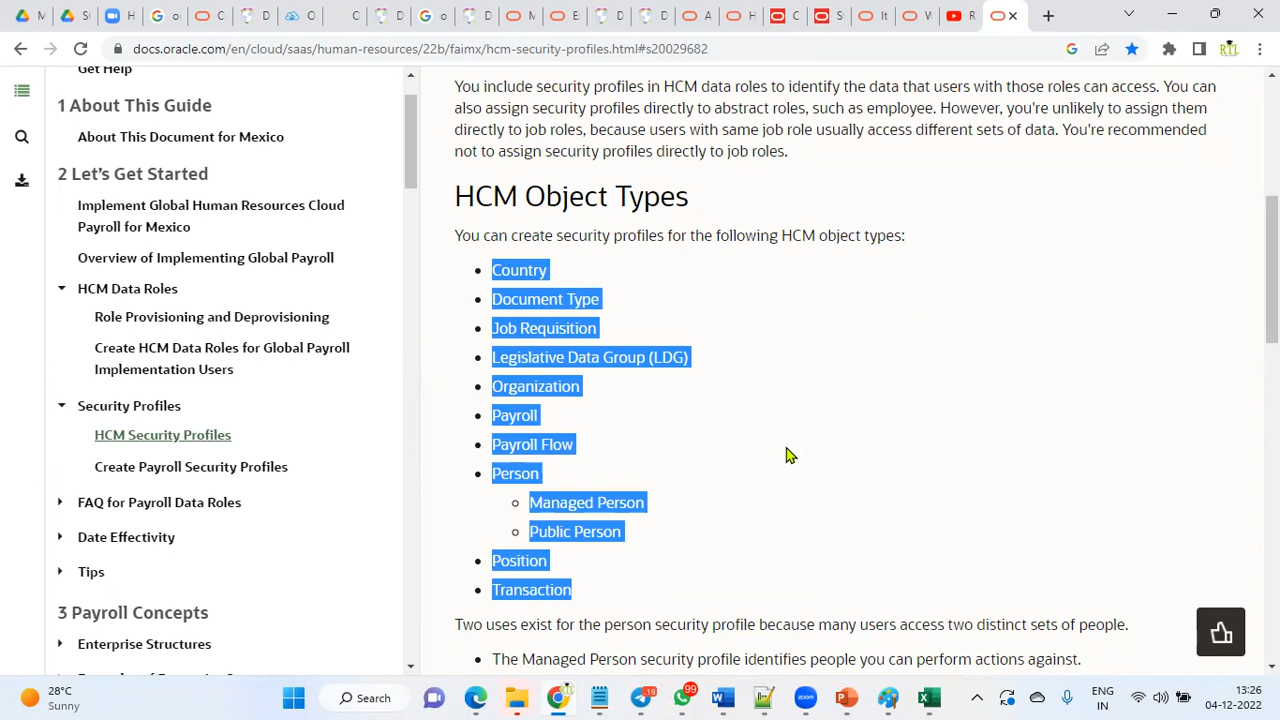 docs.oracle.com/en/cloud/saas/human-resources/22b/faimx/hcm-security-profiles.html#s20029682
Get Help
1 About This Guide
About This Document for Mexico
2 Let's Get Started
Implement Global Human Resources Cloud
Payroll for Mexico
Overview of Implementing Global Payroll
HCM Data Roles
Role Provisioning and Deprovisioning
Create HCM Data Roles for Global Payroll
Implementation Users
Security Profiles
HCM Security Profiles
Create Payroll Security Profiles
FAQ for Payroll Data Roles
Date Effectivity
Tips
3 Payroll Concepts
Enterprise Structures
You include security profiles in HCM data roles to identify the data that users with those roles can access. You can
also assign security profiles directly to abstract roles, such as employee. However, you're unlikely to assign them
directly to job roles, because users with same job role usually access different sets of data. You're recommended
not to assign security profiles directly to job roles.
HCM Object Types
You can create security profiles for the following HCM object types:
• Country
• Document Type
• Job Requisition
• Legislative Data Group (LDG)
• Organization
• Payroll
• Payroll Flow
• Person
○ Managed Person
○ Public Person
• Position
• Transaction
Two uses exist for the person security profile because many users access two distinct sets of people.
• The Managed Person security profile identifies people you can perform actions against.
28°C
Sunny
Search
19
99
ENG
IN
13:26
04-12-2022